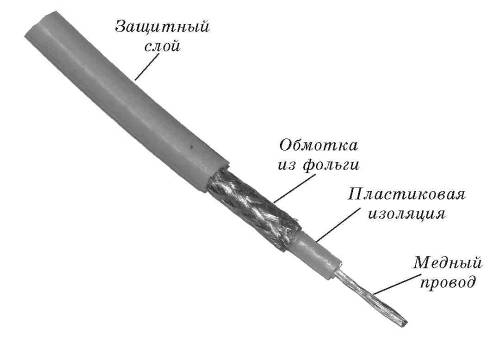 Защитный
слой
Обмотка
из фольги
Пластиковая
изоляция
Медный
провод